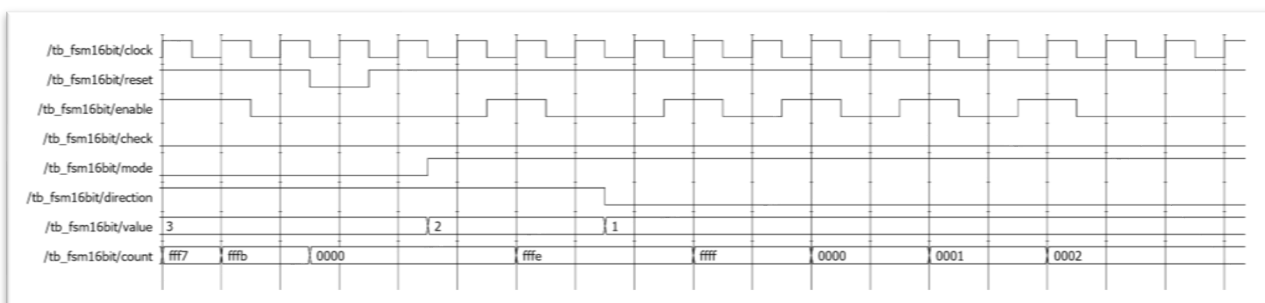 /tb_fsm16bit/clock
/tb_fsm16bit/reset
/tb_fsm16bit/enable
/tb_fsm16bit/check
/tb_fsm16bit/mode
/tb_fsm16bit/direction
/tb_fsm16bit/value 3 2 1
/tb_fsm16bit/count fff7 fffb 0000 fffe ffff 0000 0001 0002